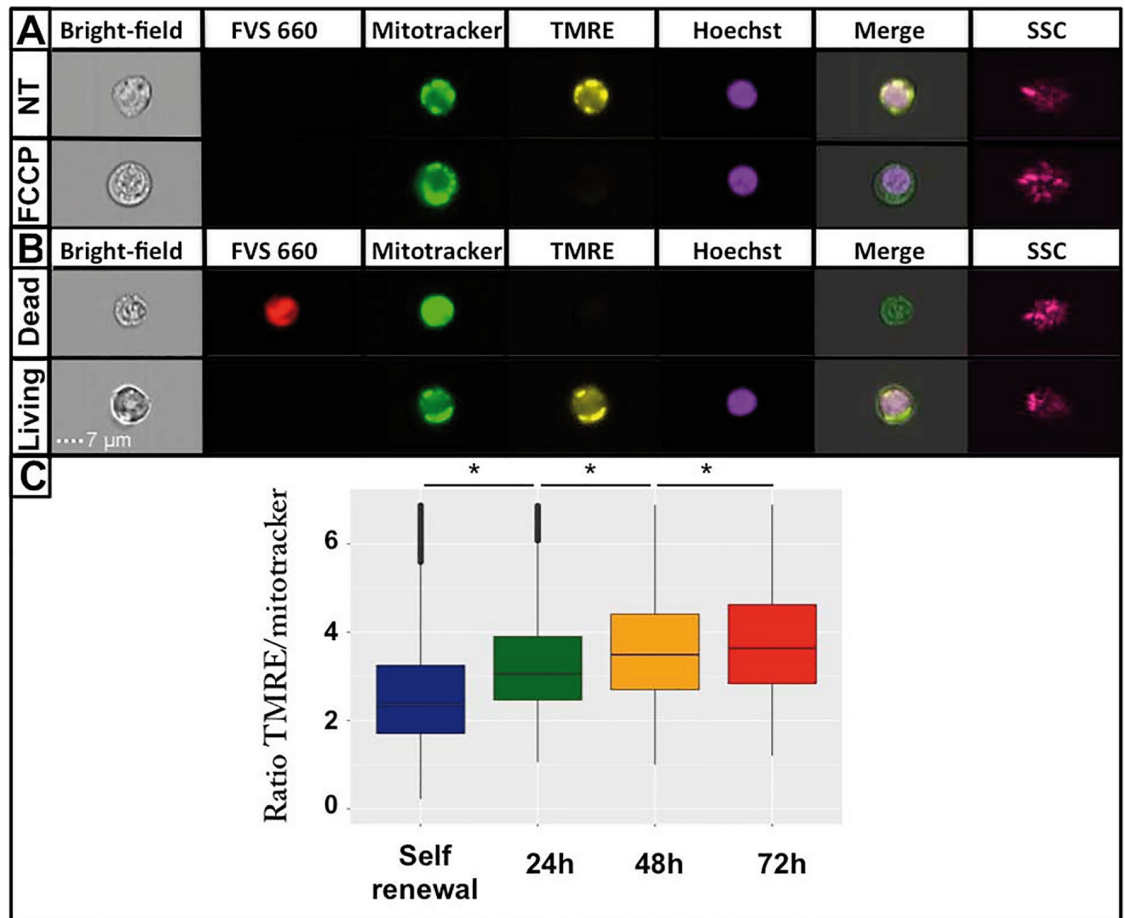 A Bright-field FVS 660 Mitotracker TMRE Hoechst Merge SSC
NT
FCCP
B Bright-field FVS 660 Mitotracker TMRE Hoechst Merge SSC
Dead
Living
7 μm
C
* * *
Ratio TMRE/mitotracker
6
4
2
0
Self renewal 24h 48h 72h